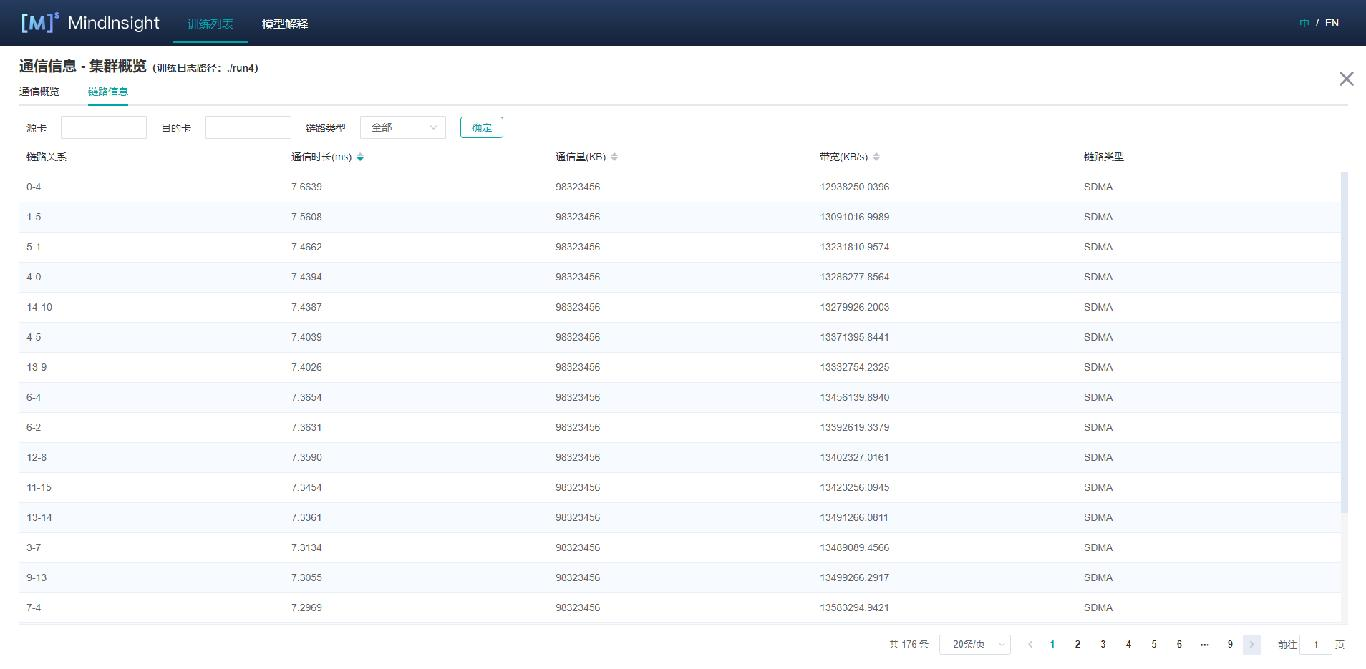 [M]s MindInsight 训练列表 模型解释 中 / EN
通信信息 - 集群概览 (训练日志路径：./run4)
通信概览 链路信息
源卡 目的卡 链路类型 全部 确定
链路关系 通信时长(ms) 通信量(KB) 带宽(KB/s) 链路类型
0-4 7.6639 98323456 12938250.0396 SDMA
1-5 7.5608 98323456 13091016.9989 SDMA
5-1 7.4662 98323456 13231810.9574 SDMA
4-0 7.4394 98323456 13286277.8564 SDMA
14-10 7.4387 98323456 13279926.2003 SDMA
4-5 7.4039 98323456 13371395.8441 SDMA
13-9 7.4026 98323456 13332754.2325 SDMA
6-4 7.3654 98323456 13456139.8940 SDMA
6-2 7.3631 98323456 13392619.3379 SDMA
12-8 7.3590 98323456 13402327.0161 SDMA
11-15 7.3454 98323456 13423256.0945 SDMA
13-14 7.3361 98323456 13491266.0811 SDMA
3-7 7.3134 98323456 13489089.4566 SDMA
9-13 7.3055 98323456 13499266.2917 SDMA
7-4 7.2969 98323456 13583294.9421 SDMA
共 176 条 20条/页 1 2 3 4 5 6 ··· 9 前往 1 页